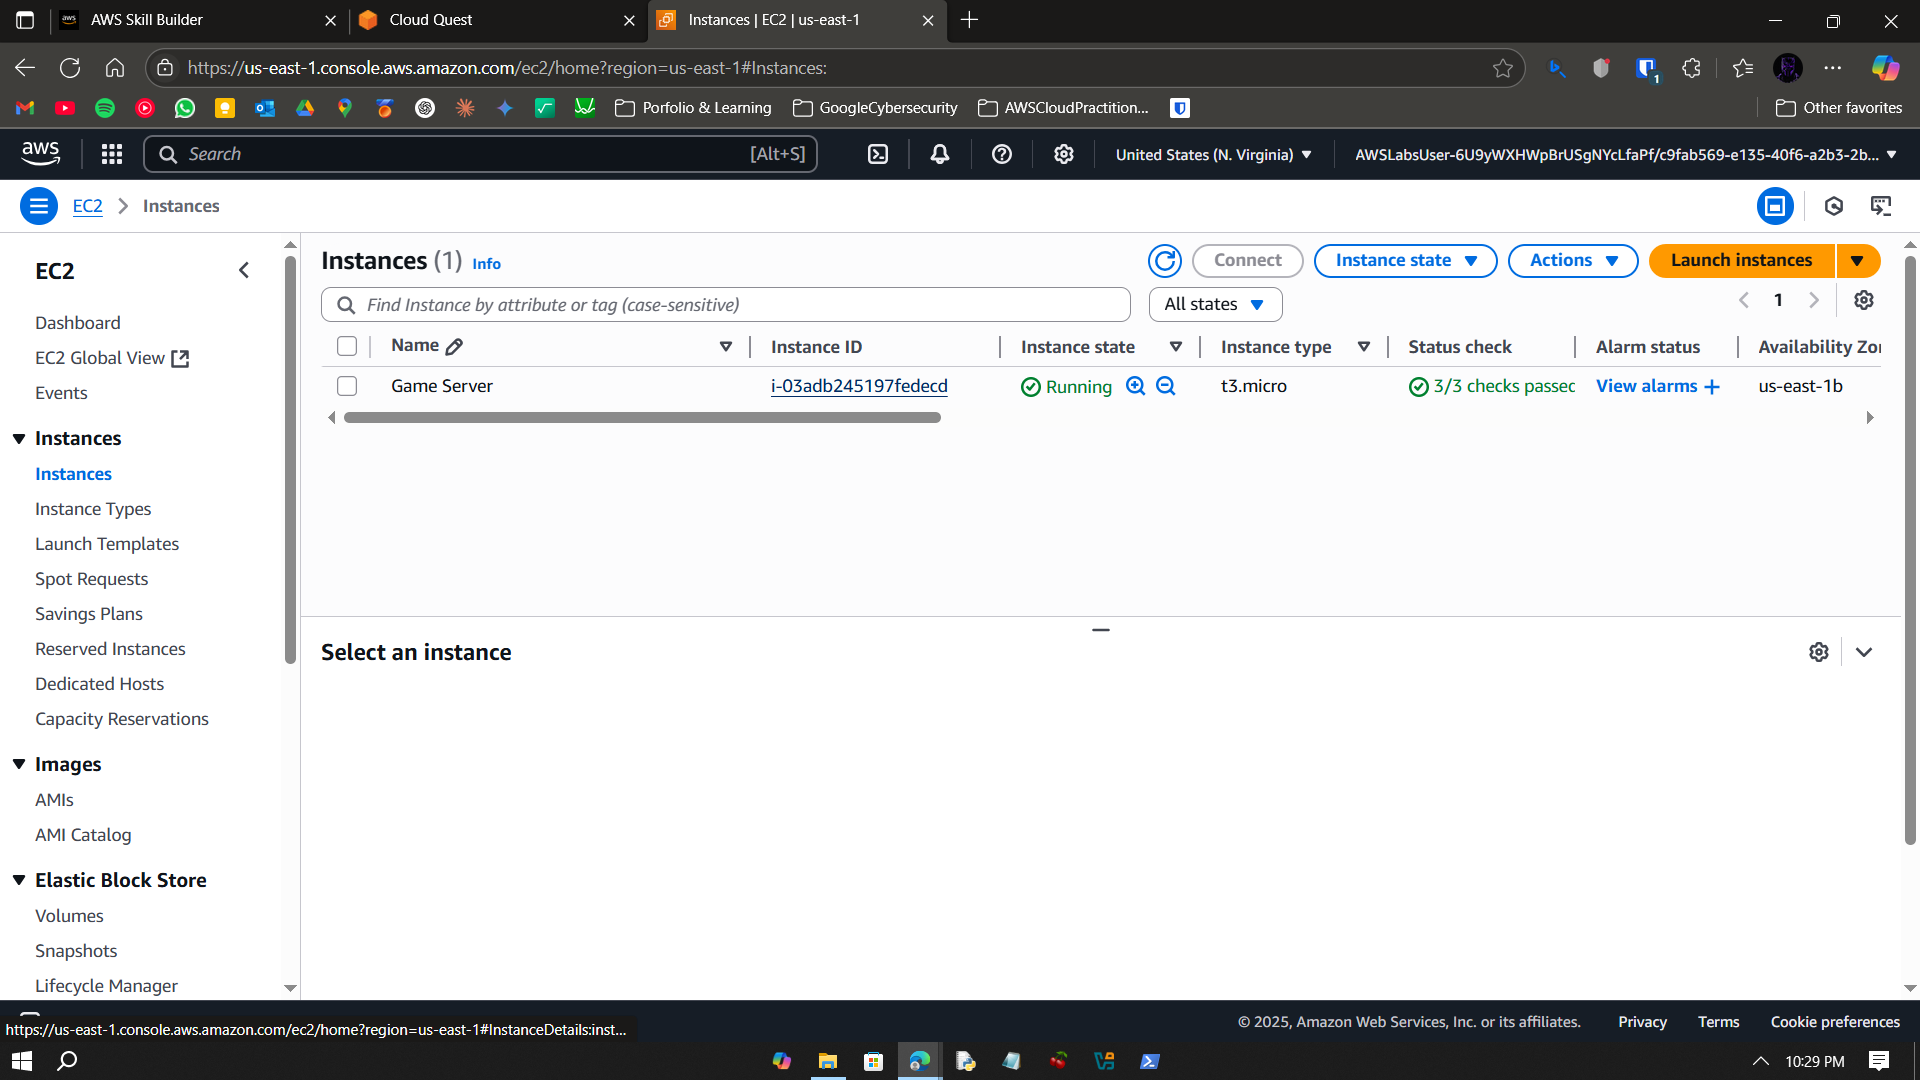 AWS Skill Builder
Cloud Quest
Instances | EC2 | us-east-1
https://us-east-1.console.aws.amazon.com/ec2/home?region=us-east-1#Instances:
1
Porfolio & Learning
GoogleCybersecurity
AWSCloudPractition...
Other favorites
aws
Search
[Alt+S]
United States (N. Virginia)
AWSLabsUser-6U9yWXHWpBrUSgNYcLfaPf/c9fab569-e135-40f6-a2b3-2b...
EC2
Instances
EC2
Dashboard
EC2 Global View
Events
Instances
Instances
Instance Types
Launch Templates
Spot Requests
Savings Plans
Reserved Instances
Dedicated Hosts
Capacity Reservations
Images
AMIs
AMI Catalog
Elastic Block Store
Volumes
Snapshots
Lifecycle Manager
Instances (1) Info
Connect
Instance state
Actions
Launch instances
Find Instance by attribute or tag (case-sensitive)
All states
1
Name
Instance ID
Instance state
Instance type
Status check
Alarm status
Availability Zo
Game Server
i-03adb245197fedecd
Running
t3.micro
3/3 checks passed
View alarms +
us-east-1b
Select an instance
https://us-east-1.console.aws.amazon.com/ec2/home?region=us-east-1#InstanceDetails:inst...
© 2025, Amazon Web Services, Inc. or its affiliates.
Privacy
Terms
Cookie preferences
10:29 PM